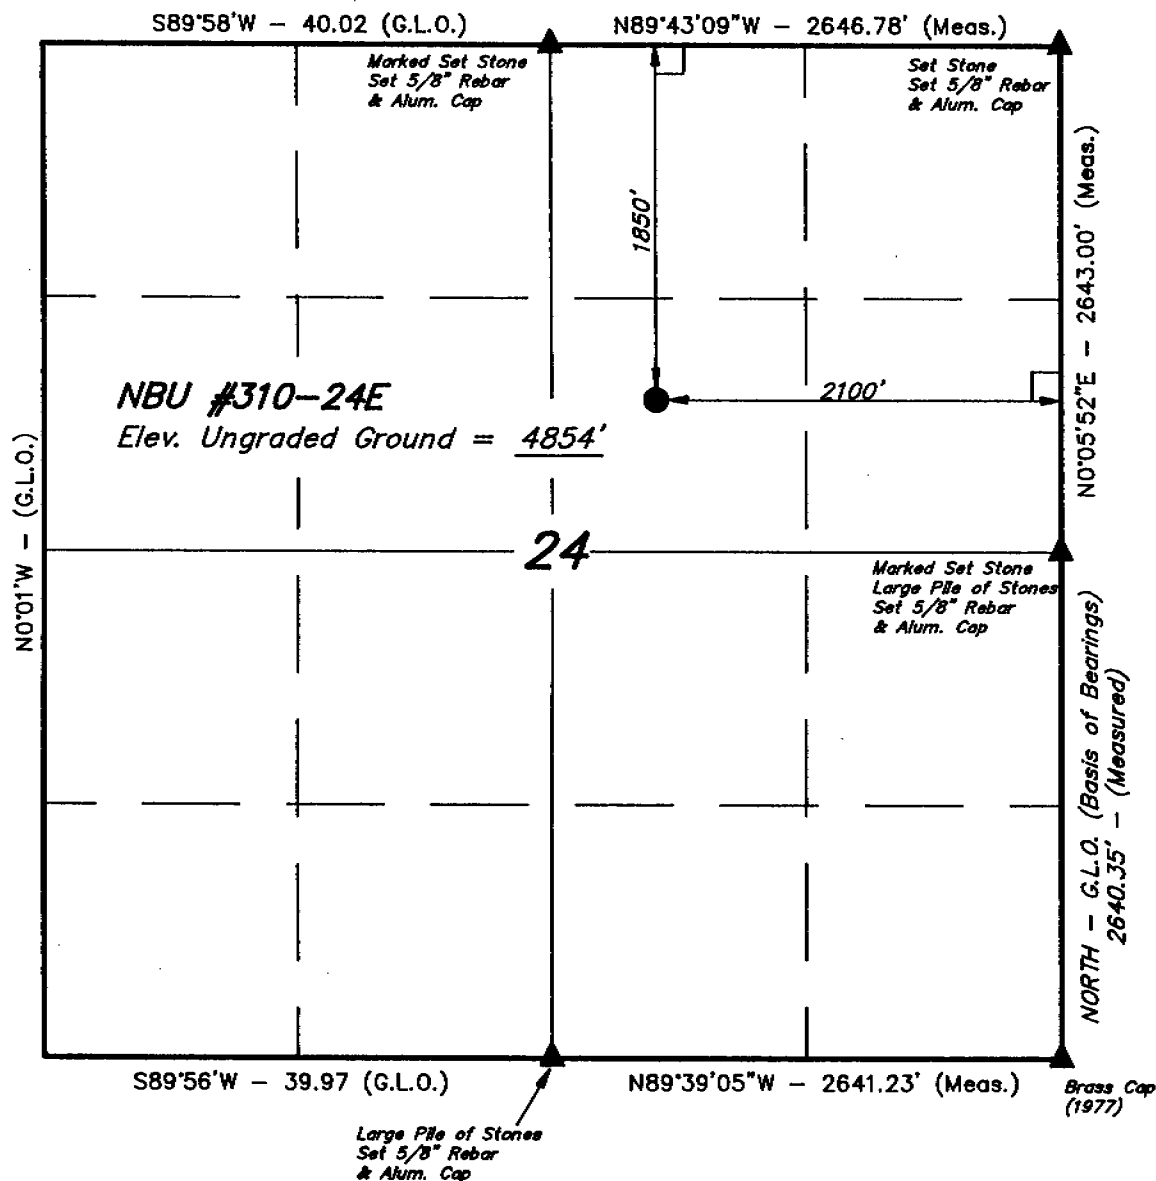 S89°58'W - 40.02 (G.L.O.)
N89°43'09"W - 2646.78' (Meas.)
Marked Set Stone
Set 5/8" Rebar
& Alum. Cap
Set Stone
Set 5/8" Rebar
& Alum. Cap
1850'
N0°05'52"E - 2643.00' (Meas.)
2100'
NBU #310-24E
Elev. Ungraded Ground = 4854'
N0°01'W - (G.L.O.)
24
Marked Set Stone
Large Pile of Stones
Set 5/8" Rebar
& Alum. Cap
NORTH - G.L.O. (Basis of Bearings)
2640.35' - (Measured)
S89°56'W - 39.97 (G.L.O.)
N89°39'05"W - 2641.23' (Meas.)
Brass Cap
(1977)
Large Pile of Stones
Set 5/8" Rebar
& Alum. Cap